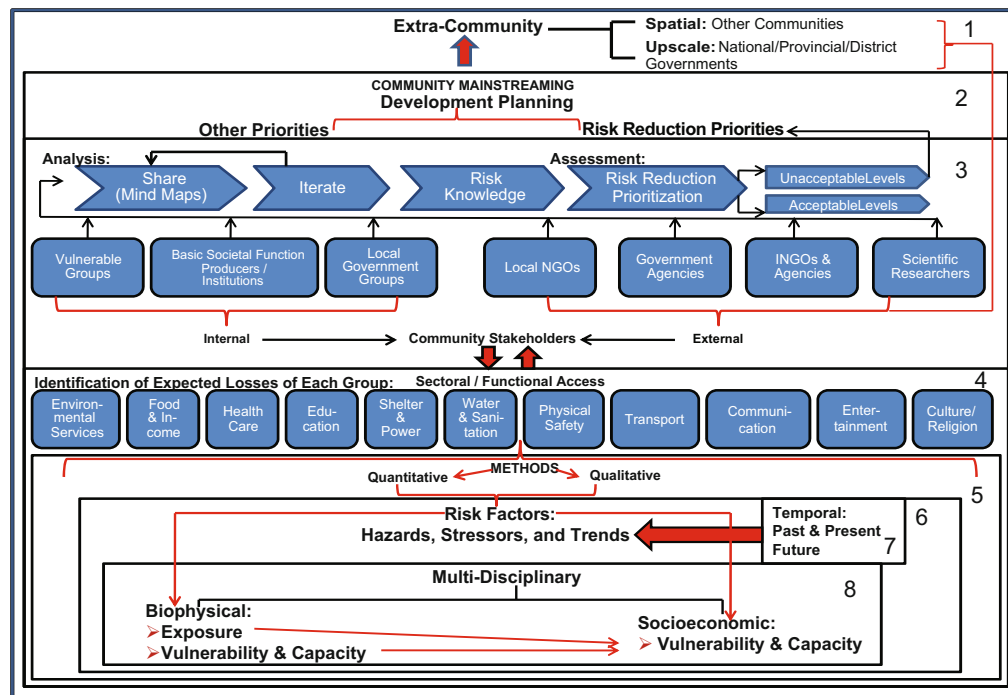 Extra-Community
Spatial: Other Communities
Upscale: National/Provincial/District
Governments
1
COMMUNITY MAINSTREAMING
Development Planning
2
Other Priorities
Risk Reduction Priorities
Analysis:
Assessment:
3
Share
(Mind Maps)
Iterate
Risk
Knowledge
Risk Reduction
Prioritization
UnacceptableLevels
AcceptableLevels
Vulnerable
Groups
Basic Societal Function
Producers /
Institutions
Local
Government
Groups
Local NGOs
Government
Agencies
INGOs &
Agencies
Scientific
Researchers
Internal
Community Stakeholders
External
Identification of Expected Losses of Each Group:
Sectoral / Functional Access
4
Environ-
mental
Services
Food
& In-
come
Health
Care
Edu-
cation
Shelter
&
Power
Water
& Sani-
tation
Physical
Safety
Transport
Communi-
cation
Enter-
tainment
Culture/
Religion
METHODS
Quantitative
Qualitative
5
Risk Factors:
Hazards, Stressors, and Trends
6
Temporal:
Past & Present
Future
7
Multi-Disciplinary
8
Biophysical:
Exposure
Vulnerability & Capacity
Socioeconomic:
Vulnerability & Capacity